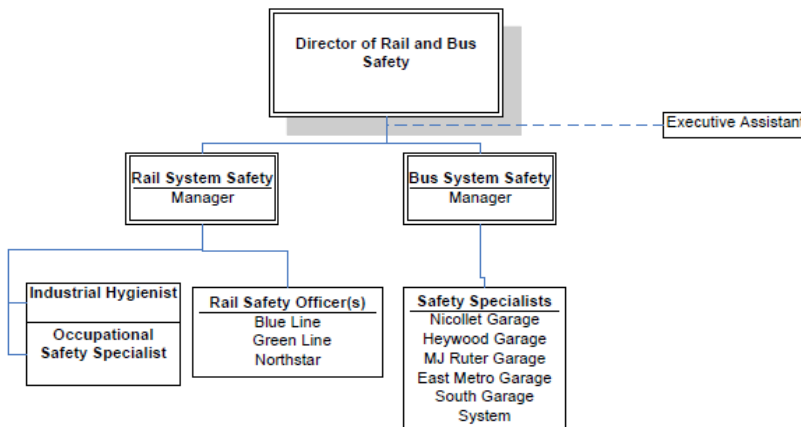 Director of Rail and Bus
Safety
Executive Assistant
Rail System Safety
Manager
Bus System Safety
Manager
Industrial Hygienist
Occupational
Safety Specialist
Rail Safety Officer(s)
Blue Line
Green Line
Northstar
Safety Specialists
Nicollet Garage
Heywood Garage
MJ Ruter Garage
East Metro Garage
South Garage
System